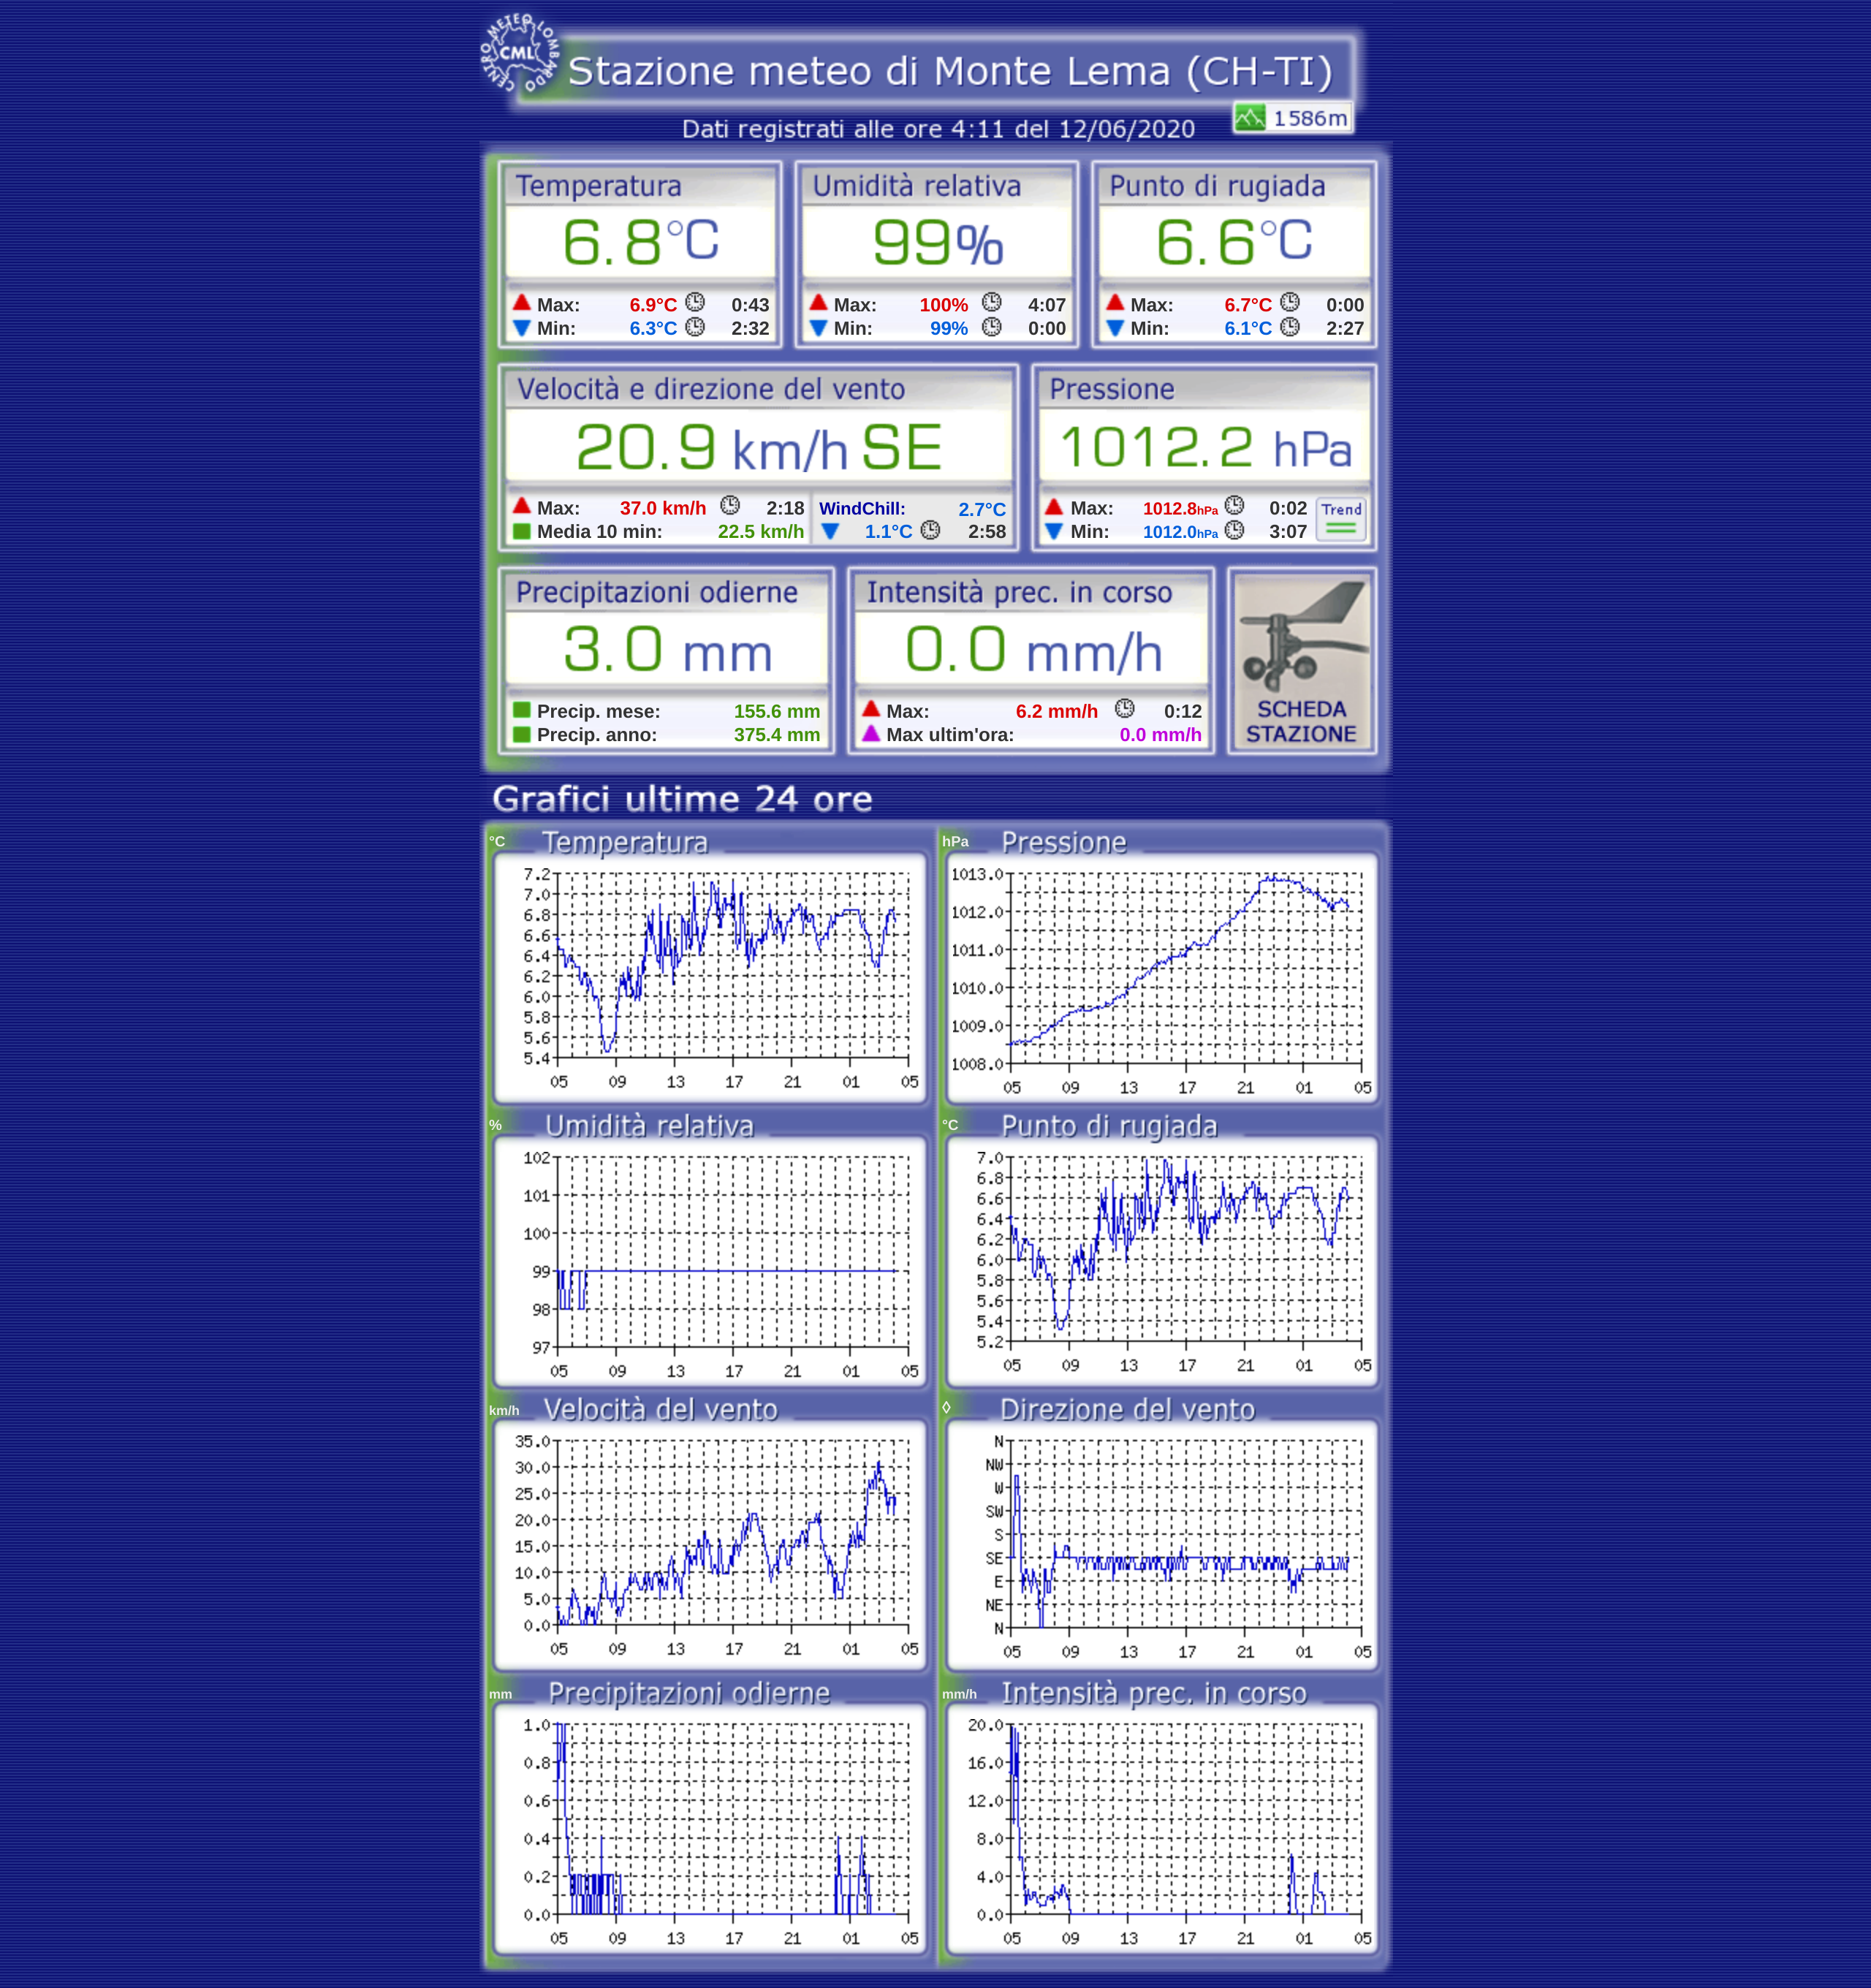 CENTRO METEO LOMBARDO
CML
Stazione meteo di Monte Lema (CH-TI)
1586m
Dati registrati alle ore 4:11 del 12/06/2020
Temperatura Umidità relativa Punto di rugiada
6.8°C 99% 6.6°C
Max: 6.9°C 0:43 Max: 100% 4:07 Max: 6.7°C 0:00
Min: 6.3°C 2:32 Min: 99% 0:00 Min: 6.1°C 2:27
Velocità e direzione del vento Pressione
20.9 km/h SE 1012.2 hPa
Max: 37.0 km/h 2:18 WindChill: 2.7°C Max: 1012.8hPa 0:02 Trend
Media 10 min: 22.5 km/h 1.1°C 2:58 Min: 1012.0hPa 3:07
Precipitazioni odierne Intensità prec. in corso
3.0 mm 0.0 mm/h
Precip. mese: 155.6 mm Max: 6.2 mm/h 0:12 SCHEDA
Precip. anno: 375.4 mm Max ultim'ora: 0.0 mm/h STAZIONE
Grafici ultime 24 ore
°C Temperatura
7.2
7.0
6.8
6.6
6.4
6.2
6.0
5.8
5.6
5.4
05 09 13 17 21 01 05
hPa Pressione
1013.0
1012.0
1011.0
1010.0
1009.0
1008.0
05 09 13 17 21 01 05
% Umidità relativa
102
101
100
99
98
97
05 09 13 17 21 01 05
°C Punto di rugiada
7.0
6.8
6.6
6.4
6.2
6.0
5.8
5.6
5.4
5.2
05 09 13 17 21 01 05
km/h Velocità del vento
35.0
30.0
25.0
20.0
15.0
10.0
5.0
0.0
05 09 13 17 21 01 05
◊ Direzione del vento
N
NW
W
SW
S
SE
E
NE
N
05 09 13 17 21 01 05
mm Precipitazioni odierne
1.0
0.8
0.6
0.4
0.2
0.0
05 09 13 17 21 01 05
mm/h Intensità prec. in corso
20.0
16.0
12.0
8.0
4.0
0.0
05 09 13 17 21 01 05